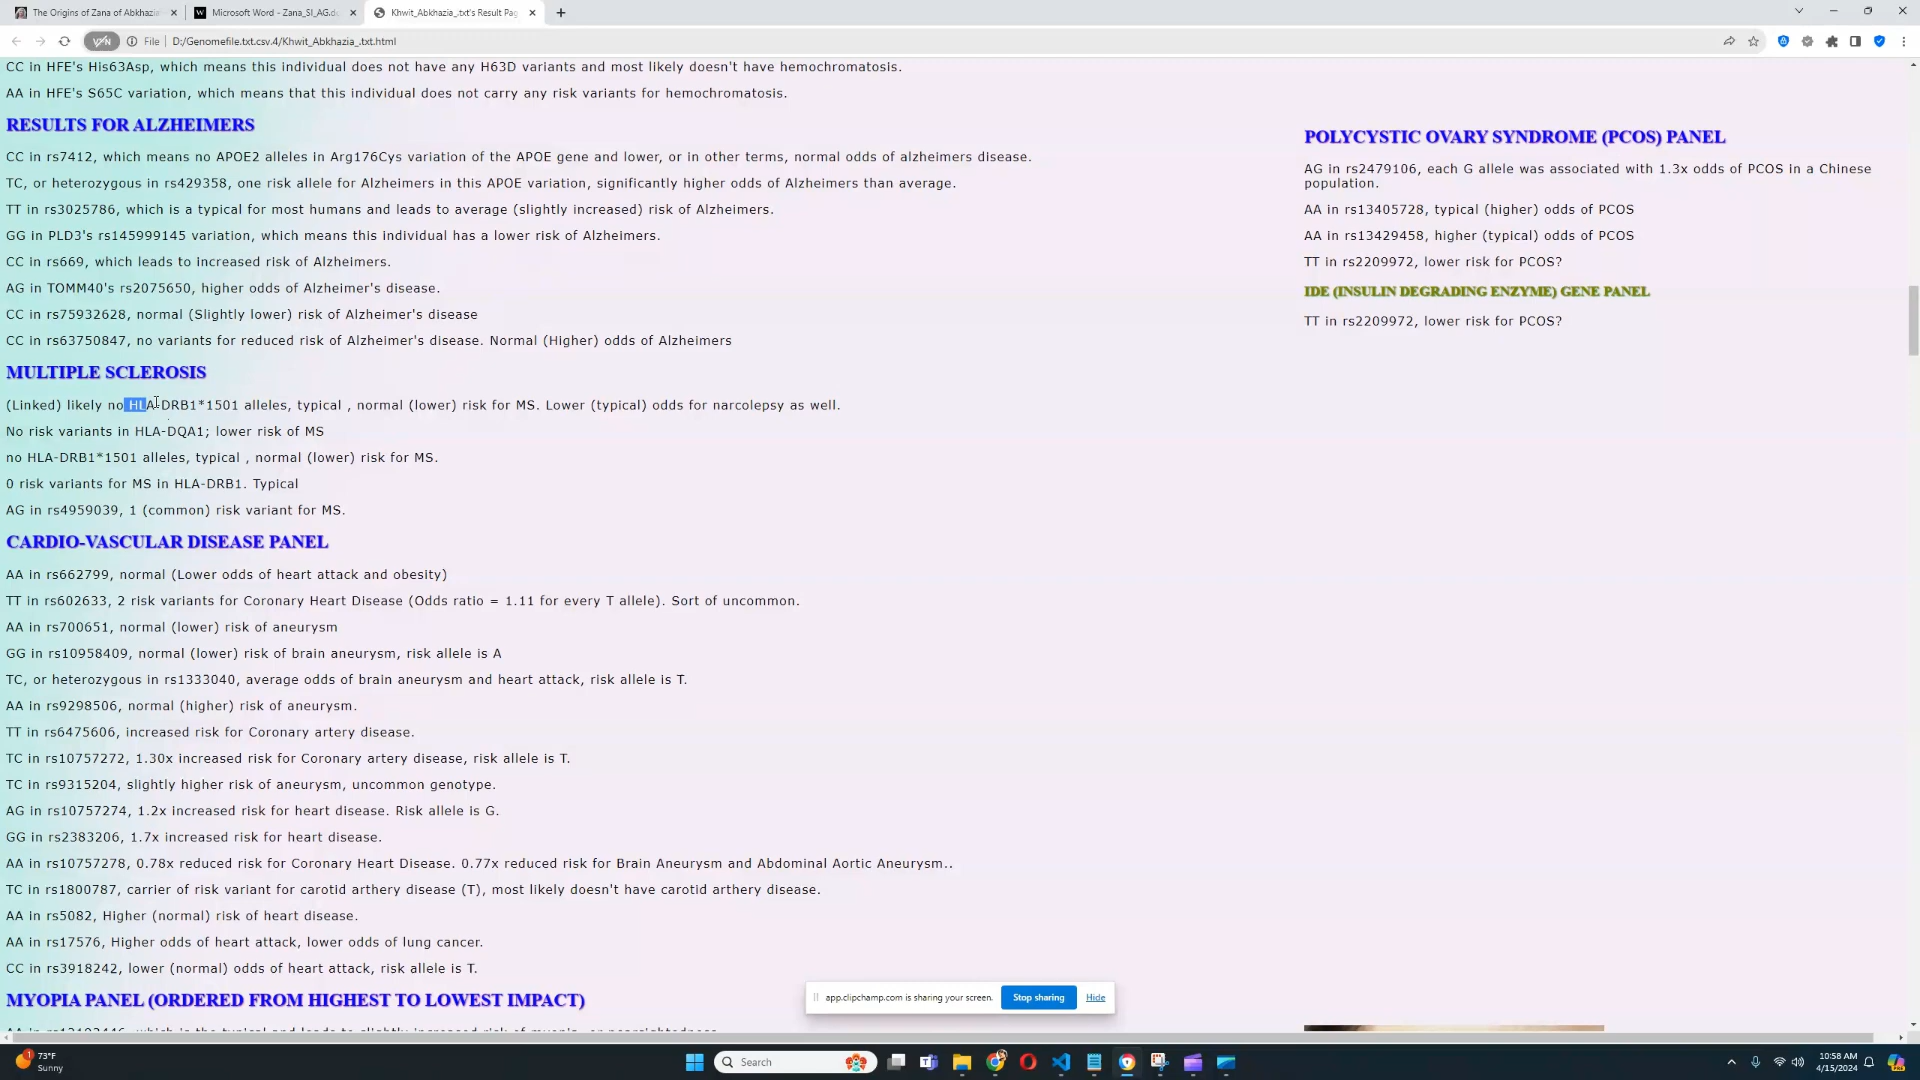 The Origins of Zana of Abkhazia
Microsoft Word - Zana_SI_AG.d
Khwit_Abkhazia_.txt's Result Pag
File
D:/Genomefile.txt.csv.4/Khwit_Abkhazia_.txt.html
CC in HFE's His63Asp, which means this individual does not have any H63D variants and most likely doesn't have hemochromatosis.
AA in HFE's S65C variation, which means that this individual does not carry any risk variants for hemochromatosis.
RESULTS FOR ALZHEIMERS
CC in rs7412, which means no APOE2 alleles in Arg176Cys variation of the APOE gene and lower, or in other terms, normal odds of alzheimers disease.
TC, or heterozygous in rs429358, one risk allele for Alzheimers in this APOE variation, significantly higher odds of Alzheimers than average.
TT in rs3025786, which is a typical for most humans and leads to average (slightly increased) risk of Alzheimers.
GG in PLD3's rs145999145 variation, which means this individual has a lower risk of Alzheimers.
CC in rs669, which leads to increased risk of Alzheimers.
AG in TOMM40's rs2075650, higher odds of Alzheimer's disease.
CC in rs75932628, normal (Slightly lower) risk of Alzheimer's disease
CC in rs63750847, no variants for reduced risk of Alzheimer's disease. Normal (Higher) odds of Alzheimers
MULTIPLE SCLEROSIS
(Linked) likely no HLA-DRB1*1501 alleles, typical , normal (lower) risk for MS. Lower (typical) odds for narcolepsy as well.
No risk variants in HLA-DQA1; lower risk of MS
no HLA-DRB1*1501 alleles, typical , normal (lower) risk for MS.
0 risk variants for MS in HLA-DRB1. Typical
AG in rs4959039, 1 (common) risk variant for MS.
CARDIO-VASCULAR DISEASE PANEL
AA in rs662799, normal (Lower odds of heart attack and obesity)
TT in rs602633, 2 risk variants for Coronary Heart Disease (Odds ratio = 1.11 for every T allele). Sort of uncommon.
AA in rs700651, normal (lower) risk of aneurysm
GG in rs10958409, normal (lower) risk of brain aneurysm, risk allele is A
TC, or heterozygous in rs1333040, average odds of brain aneurysm and heart attack, risk allele is T.
AA in rs9298506, normal (higher) risk of aneurysm.
TT in rs6475606, increased risk for Coronary artery disease.
TC in rs10757272, 1.30x increased risk for Coronary artery disease, risk allele is T.
TC in rs9315204, slightly higher risk of aneurysm, uncommon genotype.
AG in rs10757274, 1.2x increased risk for heart disease. Risk allele is G.
GG in rs2383206, 1.7x increased risk for heart disease.
AA in rs10757278, 0.78x reduced risk for Coronary Heart Disease. 0.77x reduced risk for Brain Aneurysm and Abdominal Aortic Aneurysm..
TC in rs1800787, carrier of risk variant for carotid arthery disease (T), most likely doesn't have carotid arthery disease.
AA in rs5082, Higher (normal) risk of heart disease.
AA in rs17576, Higher odds of heart attack, lower odds of lung cancer.
CC in rs3918242, lower (normal) odds of heart attack, risk allele is T.
MYOPIA PANEL (ORDERED FROM HIGHEST TO LOWEST IMPACT)
POLYCYSTIC OVARY SYNDROME (PCOS) PANEL
AG in rs2479106, each G allele was associated with 1.3x odds of PCOS in a Chinese
population.
AA in rs13405728, typical (higher) odds of PCOS
AA in rs13429458, higher (typical) odds of PCOS
TT in rs2209972, lower risk for PCOS?
IDE (INSULIN DEGRADING ENZYME) GENE PANEL
TT in rs2209972, lower risk for PCOS?
app.clipchamp.com is sharing your screen.
Stop sharing
Hide
73°F
Sunny
Search
10:58 AM
4/15/2024